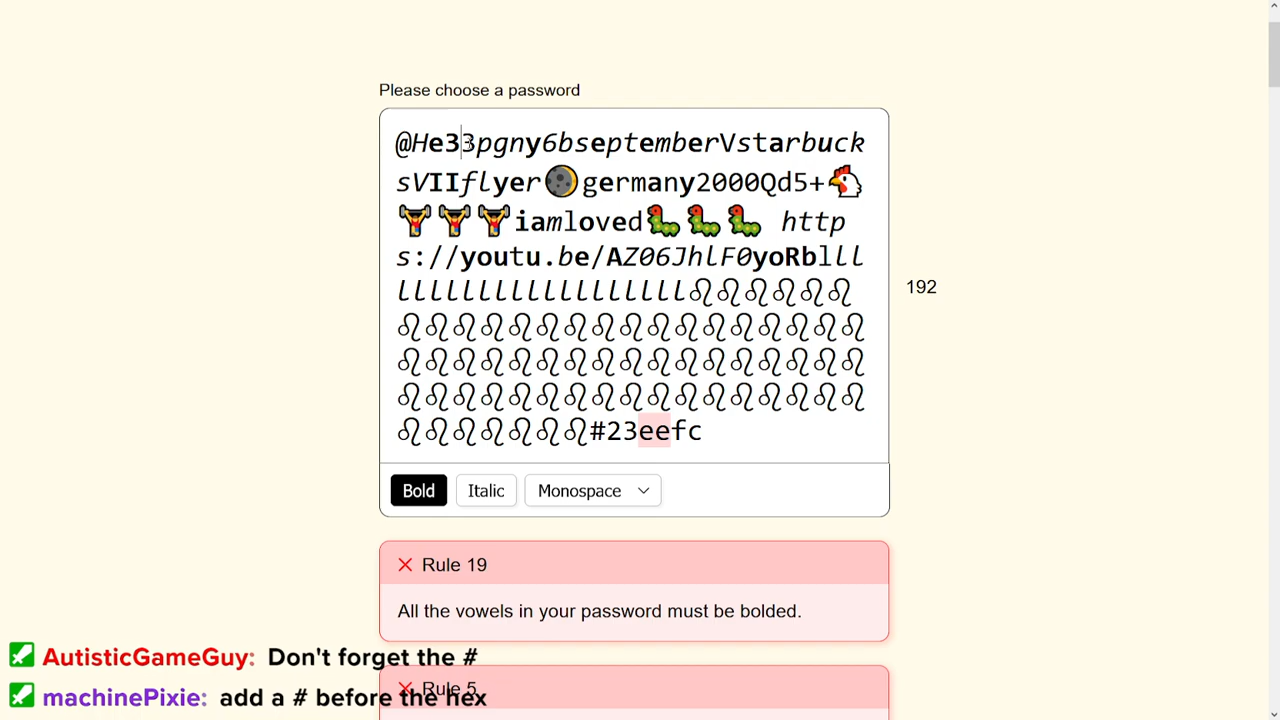 Please choose a password
@He33pgny6bseptemberVstarbuck
sVIIflyer🌘germany2000Qd5+🐔
🏋️🏋️🏋️iamloved🐛🐛🐛 http
s://youtu.be/AZ06JhlF0yoRblll
llllllllllllllllll♌♌♌♌♌♌
♌♌♌♌♌♌♌♌♌♌♌♌♌♌♌♌♌
♌♌♌♌♌♌♌♌♌♌♌♌♌♌♌♌♌
♌♌♌♌♌♌♌♌♌♌♌♌♌♌♌♌♌
♌♌♌♌♌♌♌#23eefc
192
Bold Italic Monospace
Rule 19
All the vowels in your password must be bolded.
AutisticGameGuy: Don't forget the #
Rule 5
machinePixie: add a # before the hex